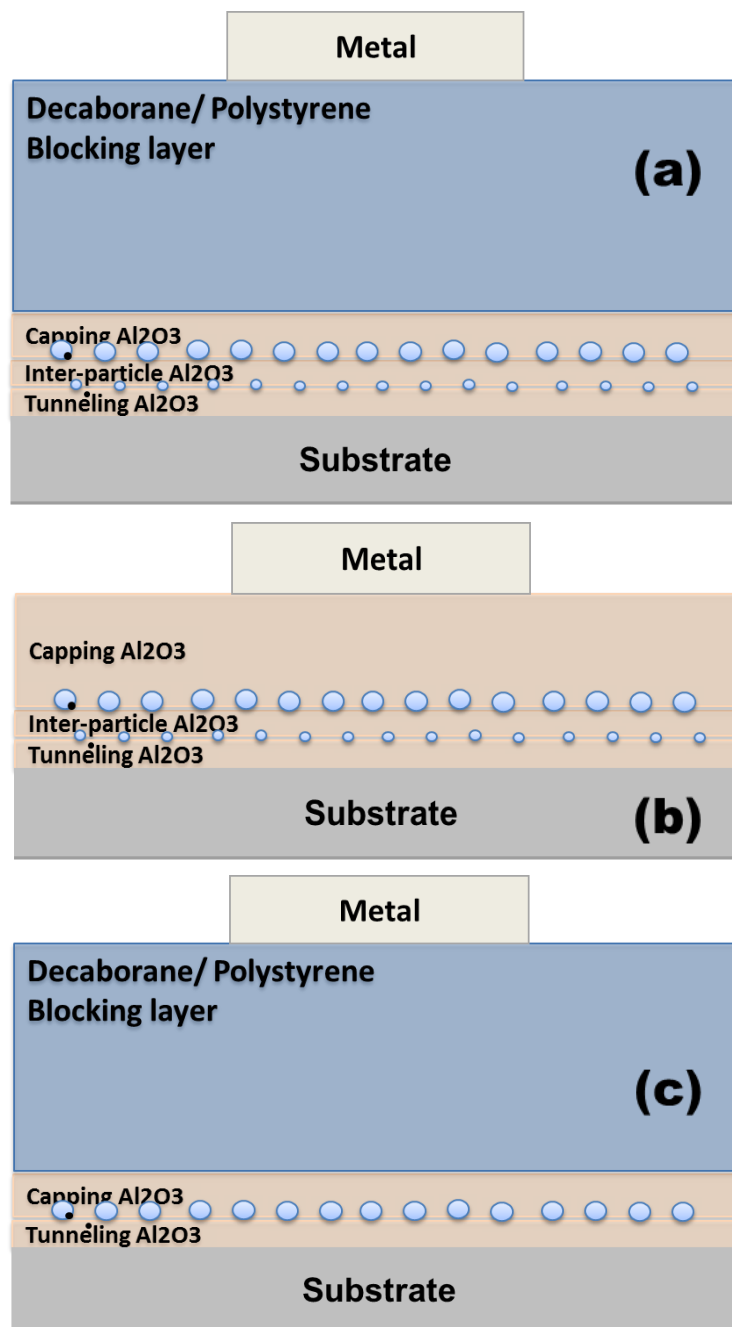 Metal
Decaborane/ Polystyrene
Blocking layer
(a)
Capping Al2O3
Inter-particle Al2O3
Tunneling Al2O3
Substrate
Metal
Capping Al2O3
Inter-particle Al2O3
Tunneling Al2O3
Substrate
(b)
Metal
Decaborane/ Polystyrene
Blocking layer
(c)
Capping Al2O3
Tunneling Al2O3
Substrate